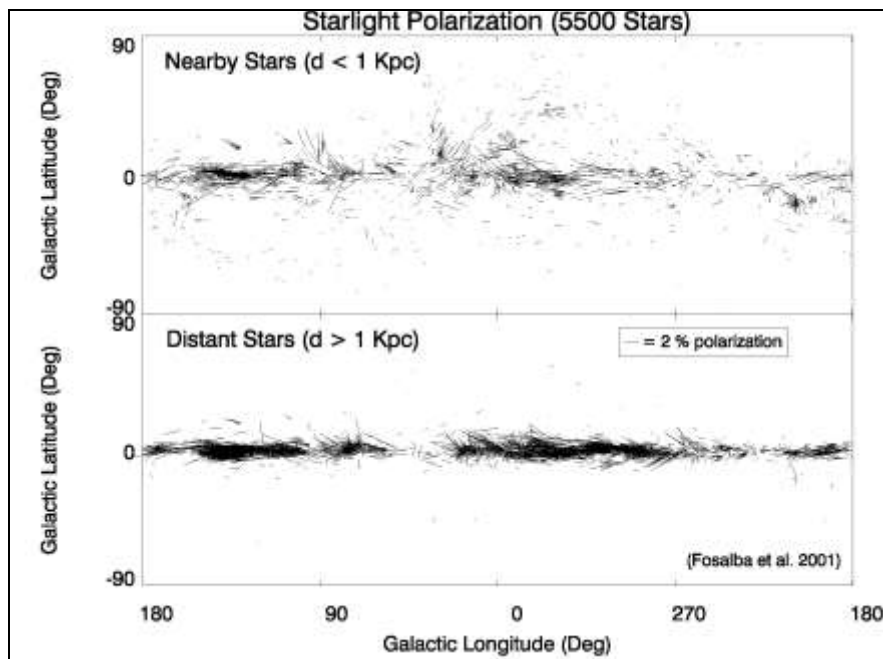 Starlight Polarization (5500 Stars)
90
Nearby Stars (d < 1 Kpc)
Galactic Latitude (Deg)
0
-90
90
Distant Stars (d > 1 Kpc)
= 2 % polarization
Galactic Latitude (Deg)
0
(Fosalba et al. 2001)
-90
180 90 0 270 180
Galactic Longitude (Deg)